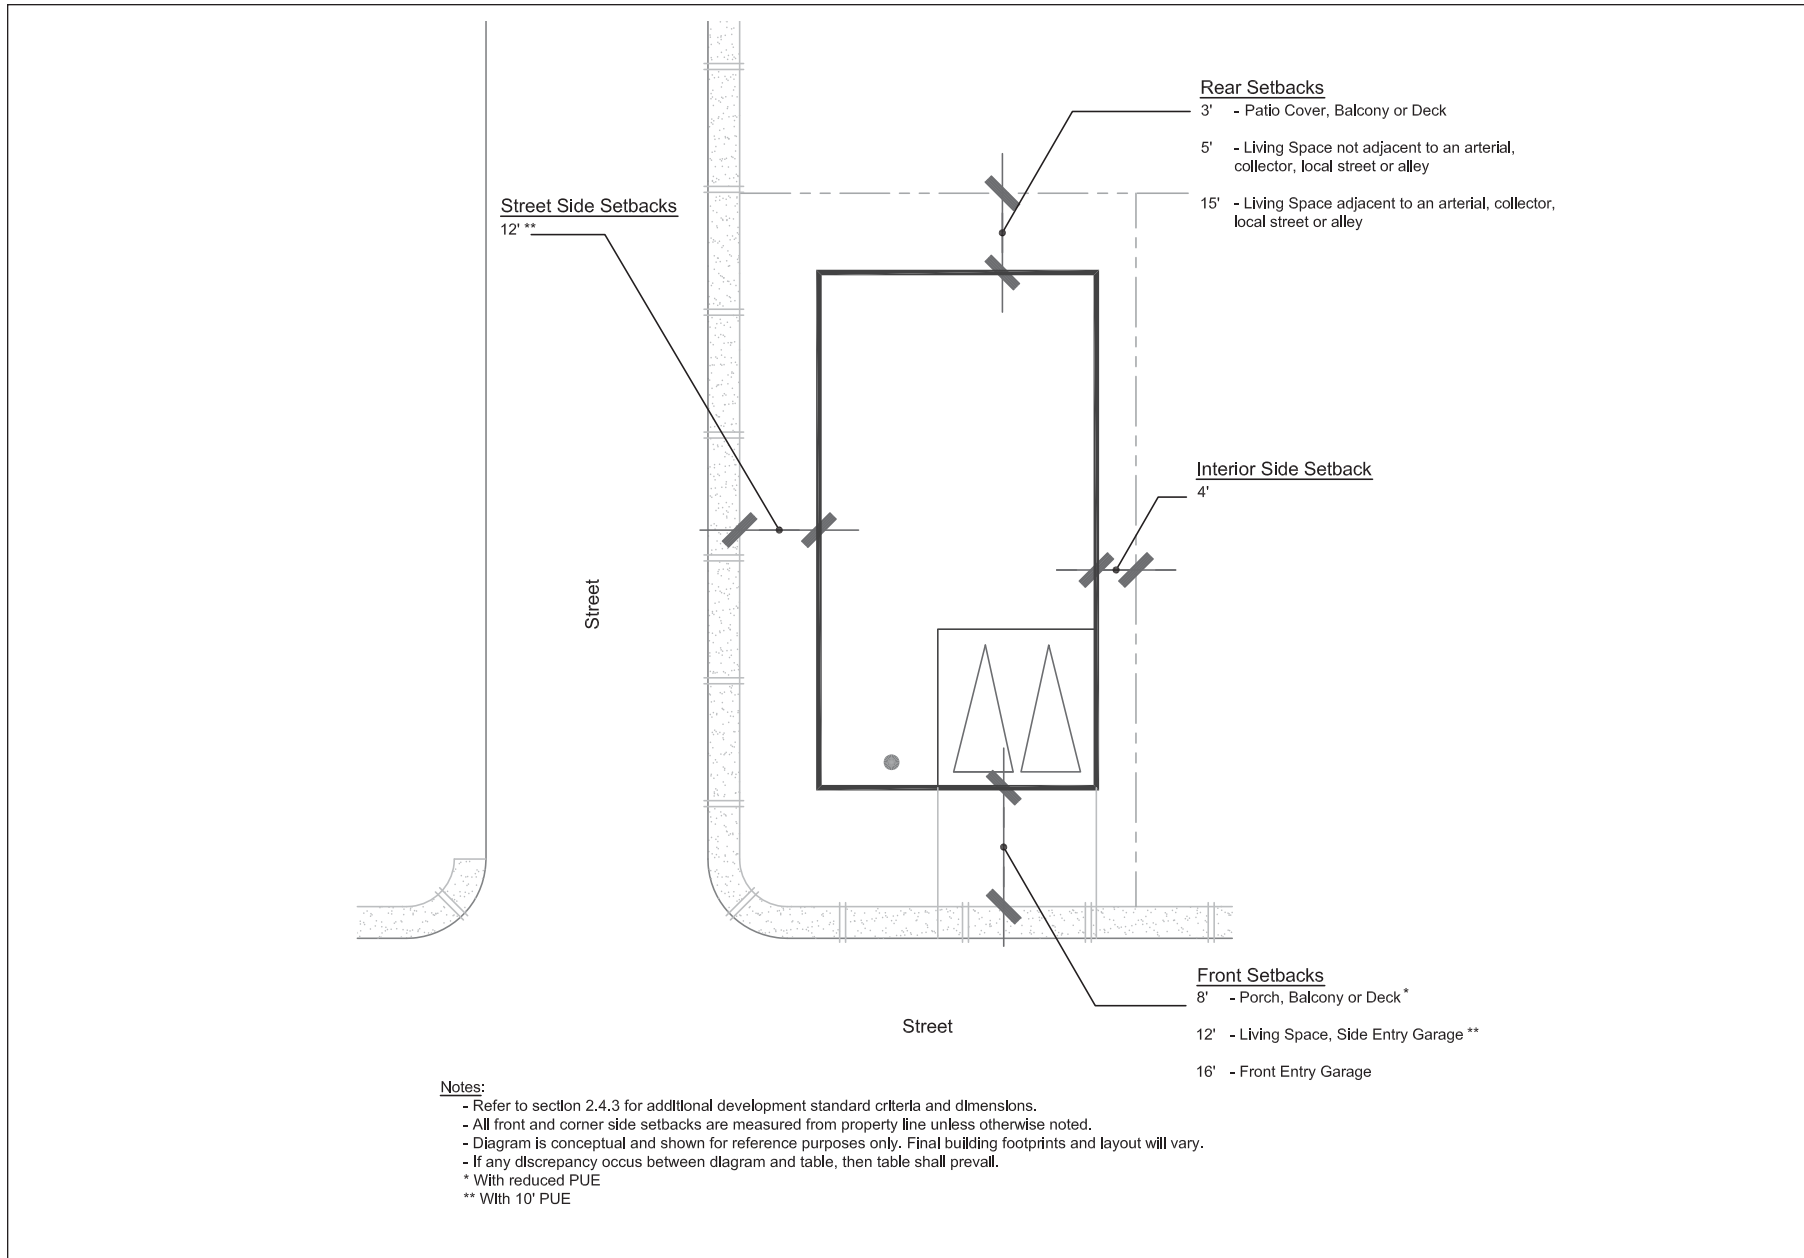 Rear Setbacks
3' - Patio Cover, Balcony or Deck
5' - Living Space not adjacent to an arterial,
collector, local street or alley
15' - Living Space adjacent to an arterial, collector,
local street or alley
Street Side Setbacks
12' **
Interior Side Setback
4'
Street
Front Setbacks
8' - Porch, Balcony or Deck *
12' - Living Space, Side Entry Garage **
16' - Front Entry Garage
Street
Notes:
- Refer to section 2.4.3 for additional development standard criteria and dimensions.
- All front and corner side setbacks are measured from property line unless otherwise noted.
- Diagram is conceptual and shown for reference purposes only. Final building footprints and layout will vary.
- If any discrepancy occus between diagram and table, then table shall prevail.
* With reduced PUE
** With 10' PUE